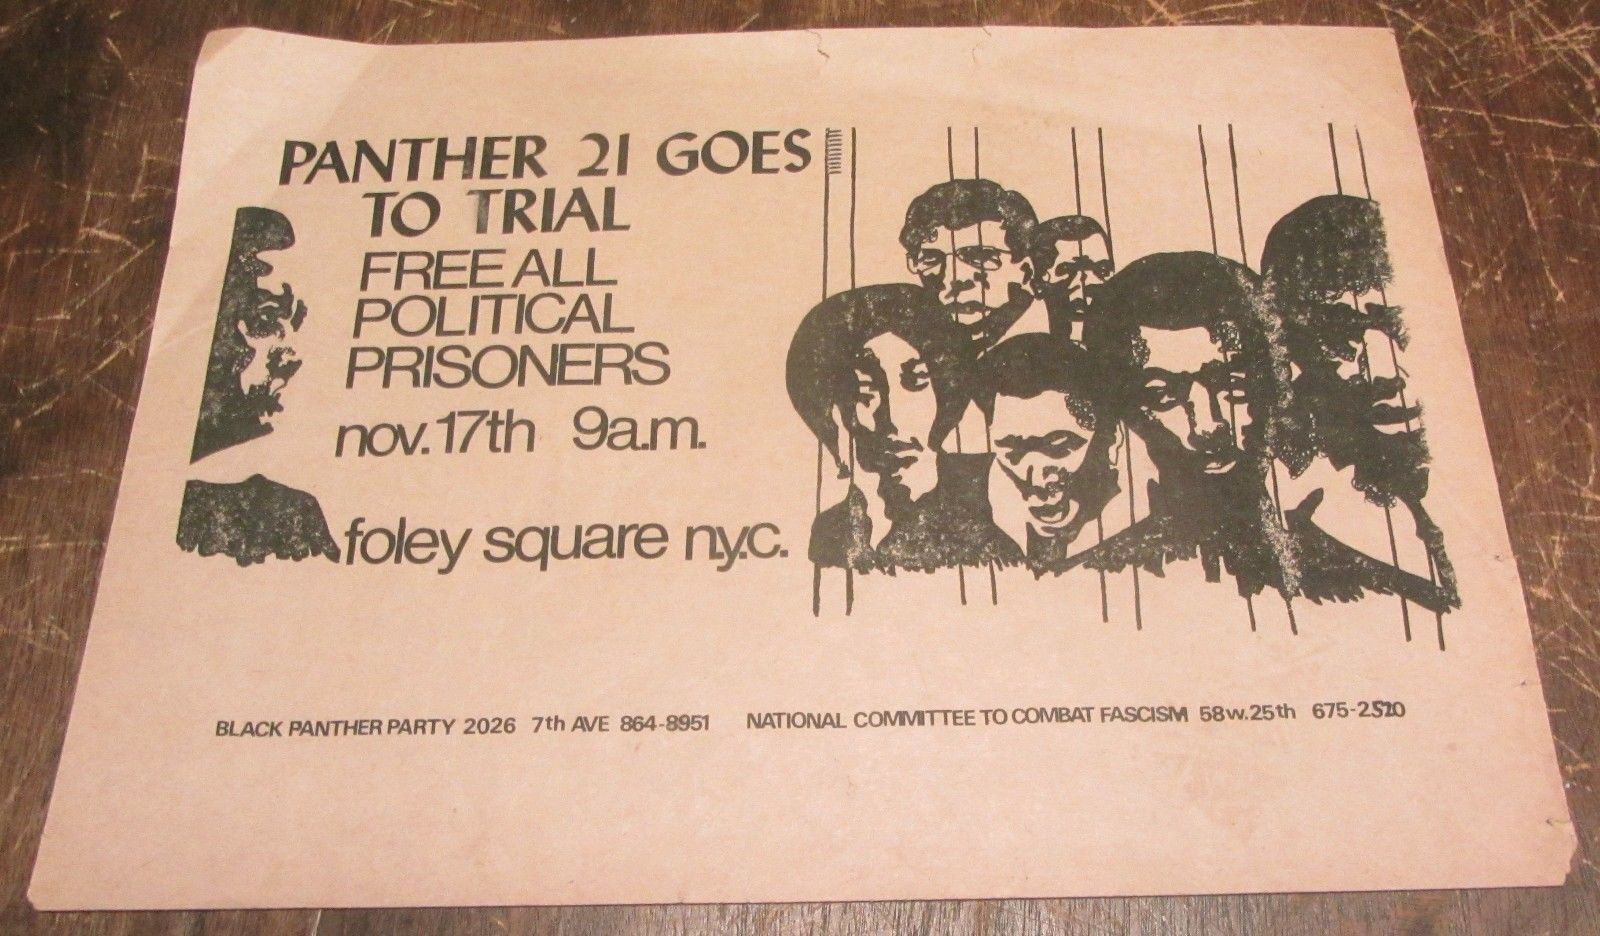 PANTHER 21 GOES
TO TRIAL
FREE ALL
POLITICAL
PRISONERS
nov. 17th 9a.m.
foley square n.y.c.
BLACK PANTHER PARTY 2026 7th AVE 864-8951 NATIONAL COMMITTEE TO COMBAT FASCISM 58w.25th 675-2520